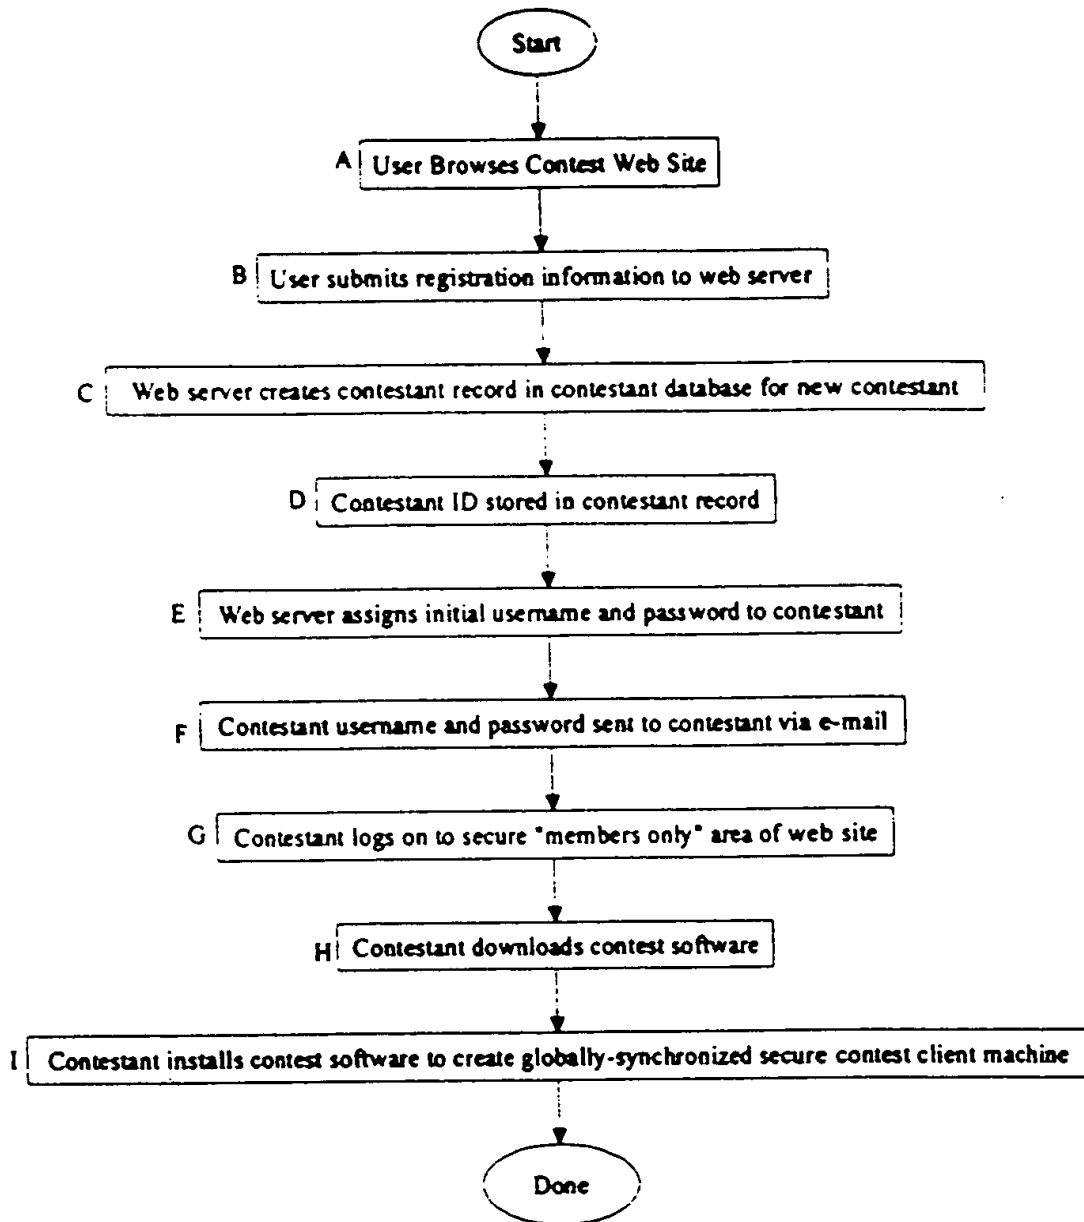 Start
A User Browses Contest Web Site
B User submits registration information to web server
C Web server creates contestant record in contestant database for new contestant
D Contestant ID stored in contestant record
E Web server assigns initial username and password to contestant
F Contestant username and password sent to contestant via e-mail
G Contestant logs on to secure "members only" area of web site
H Contestant downloads contest software
I Contestant installs contest software to create globally-synchronized secure contest client machine
Done